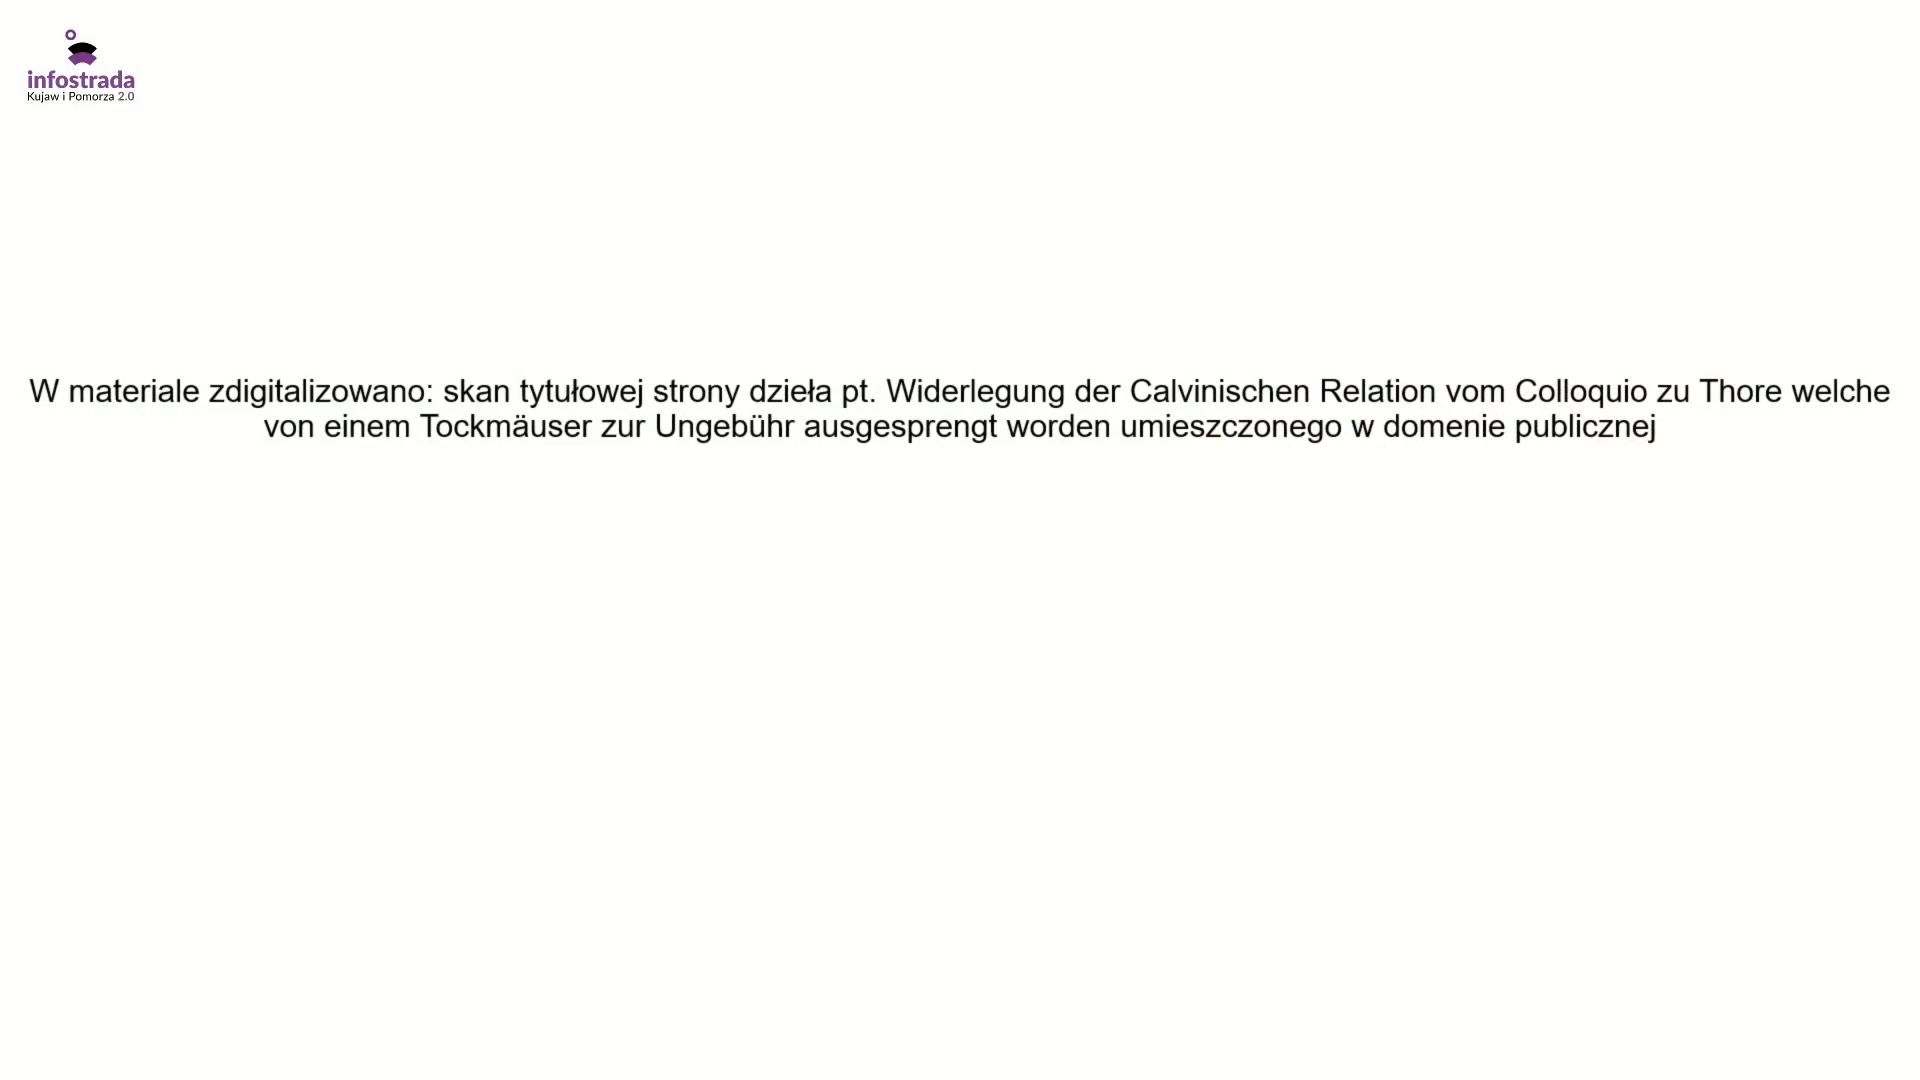 infostrada
Kujaw i Pomorza 2.0
W materiale zdigitalizowano: skan tytułowej strony dzieła pt. Widerlegung der Calvinischen Relation vom Colloquio zu Thore welche
von einem Tockmäuser zur Ungebühr ausgesprengt worden umieszczonego w domenie publicznej